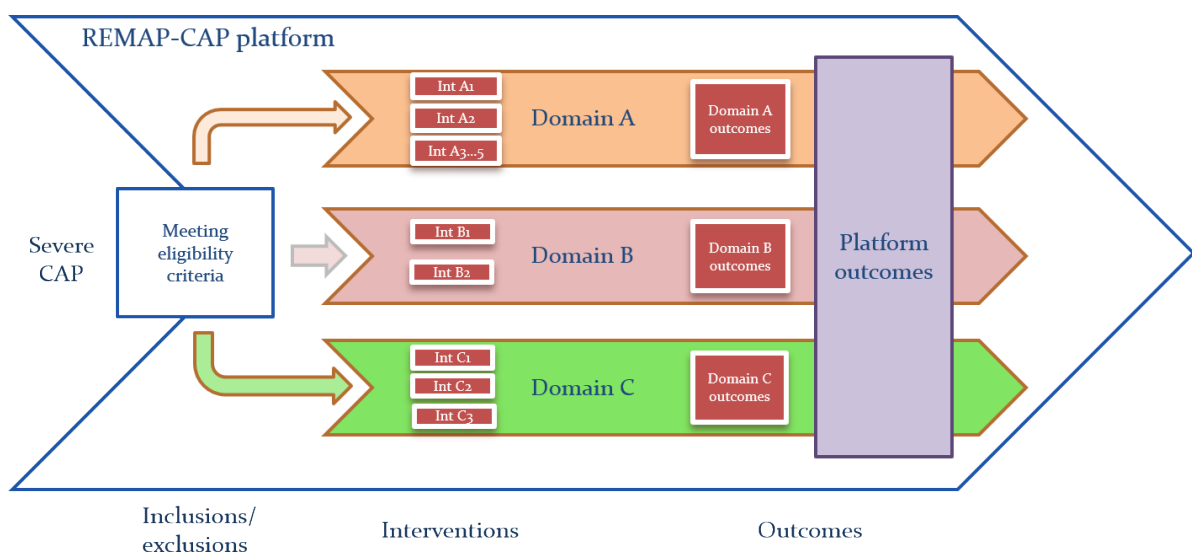 REMAP-CAP platform
Int A1
Int A2
Int A3...5
Domain A
Domain A
outcomes
Severe
CAP
Meeting
eligibility
criteria
Int B1
Int B2
Domain B
Domain B
outcomes
Platform
outcomes
Int C1
Int C2
Int C3
Domain C
Domain C
outcomes
Inclusions/
exclusions
Interventions
Outcomes